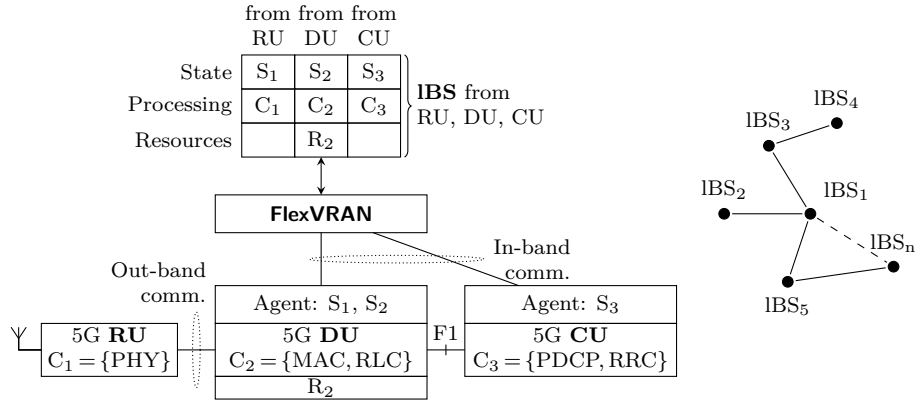 from from from
RU DU CU
State S1 S2 S3
Processing C1 C2 C3
Resources R2
lBS from
RU, DU, CU
FlexVRAN
In-band
comm.
Out-band
comm.
Agent: S1, S2
Agent: S3
5G RU
C1 = {PHY}
5G DU
C2 = {MAC, RLC}
R2
F1
5G CU
C3 = {PDCP, RRC}
lBS4
lBS3
lBS2
lBS1
lBSn
lBS5